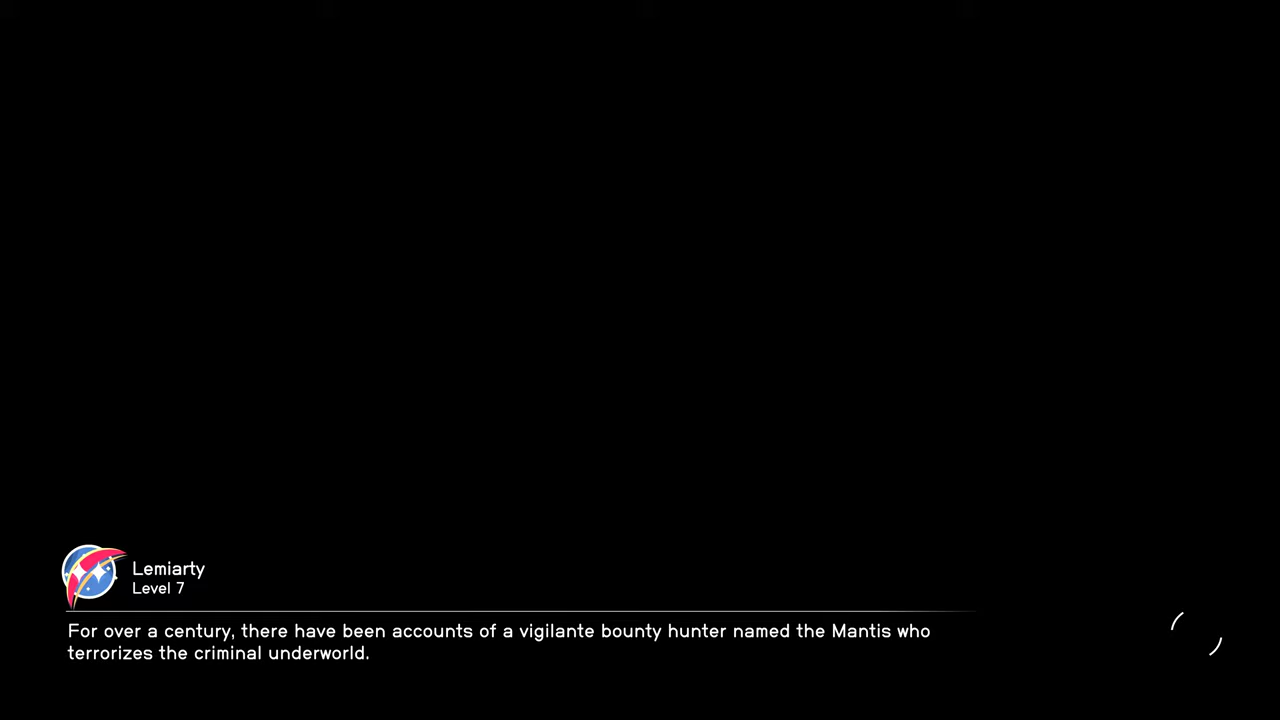 Lemiarty
Level 7
For over a century, there have been accounts of a vigilante bounty hunter named the Mantis who
terrorizes the criminal underworld.